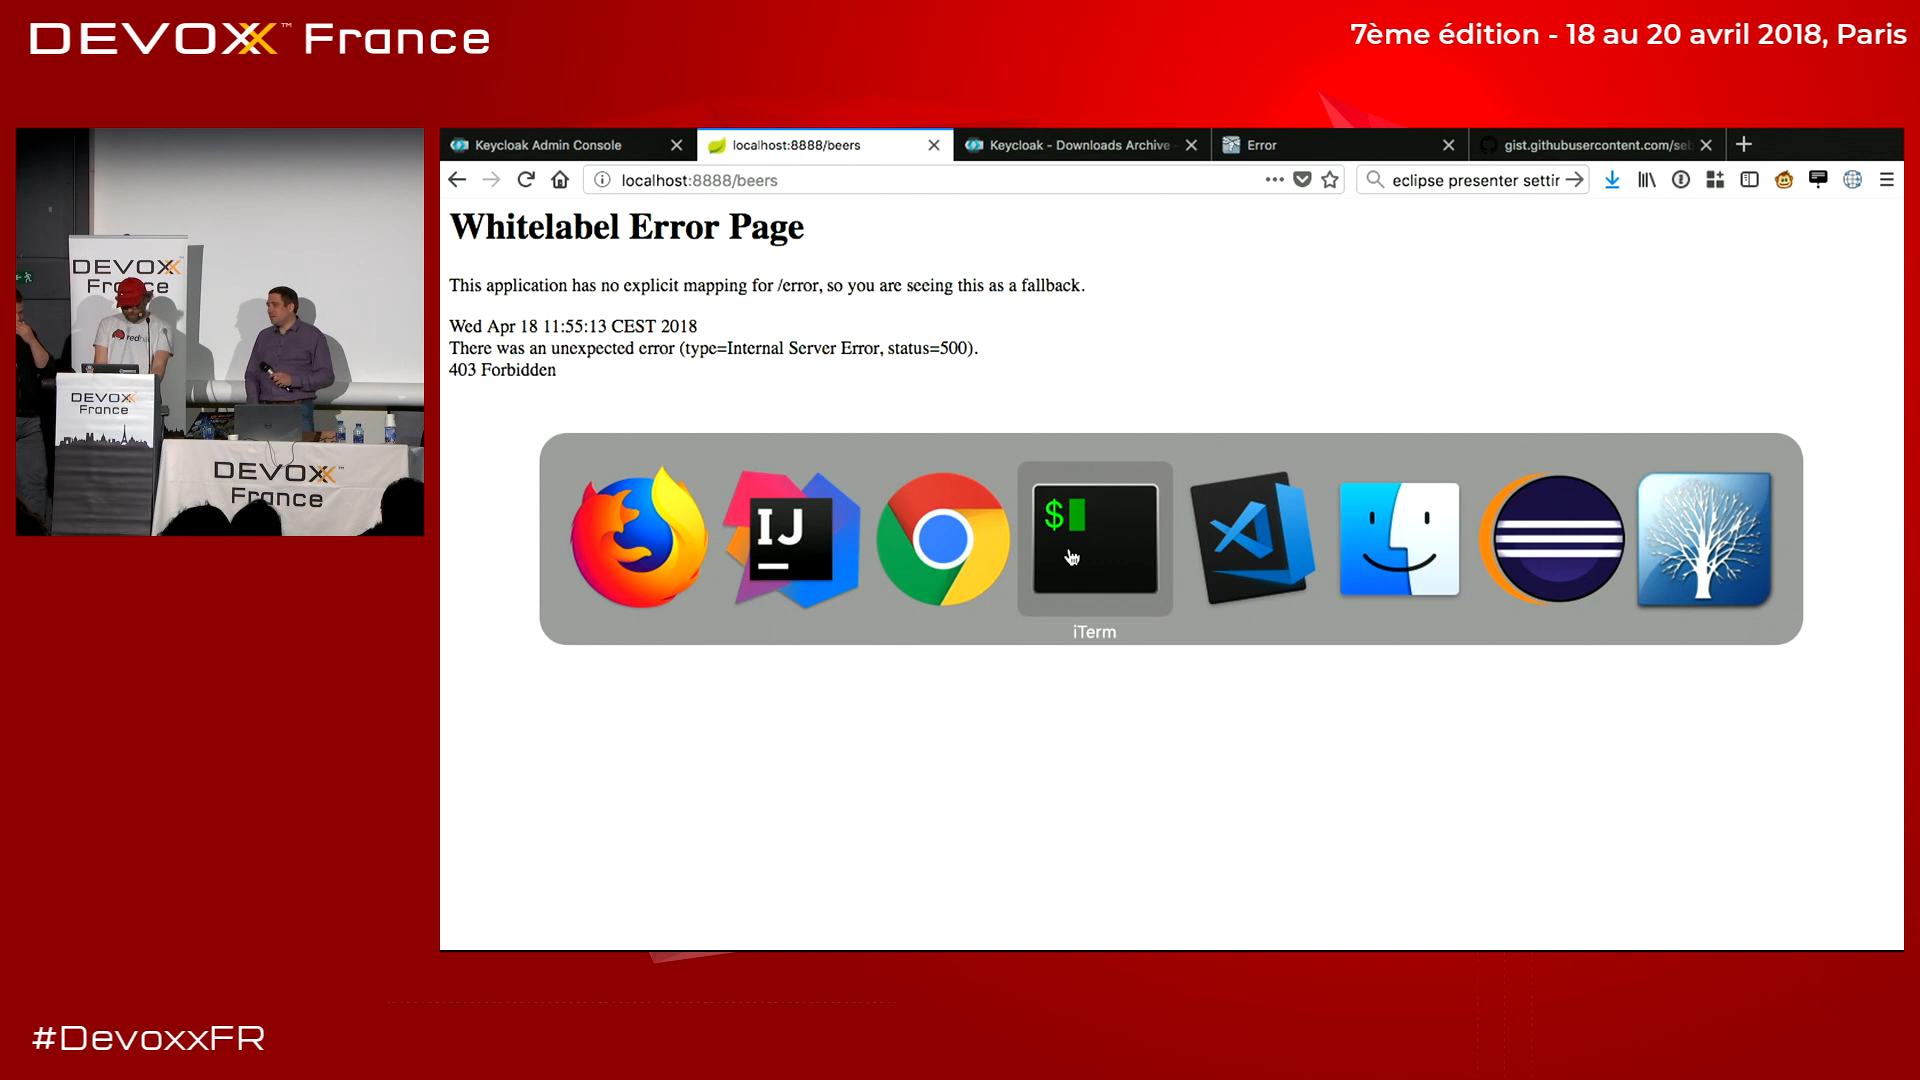 DEVOXX™ France
7ème édition - 18 au 20 avril 2018, Paris
DEVOXX
France
redh
DEVOXX
France
DEVOXX™
France
Keycloak Admin Console
localhost:8888/beers
Keycloak - Downloads Archive
Error
gist.githubusercontent.com/se
localhost:8888/beers
eclipse presenter settir
Whitelabel Error Page
This application has no explicit mapping for /error, so you are seeing this as a fallback.
Wed Apr 18 11:55:13 CEST 2018
There was an unexpected error (type=Internal Server Error, status=500).
403 Forbidden
IJ
$
iTerm
#DevoxxFR